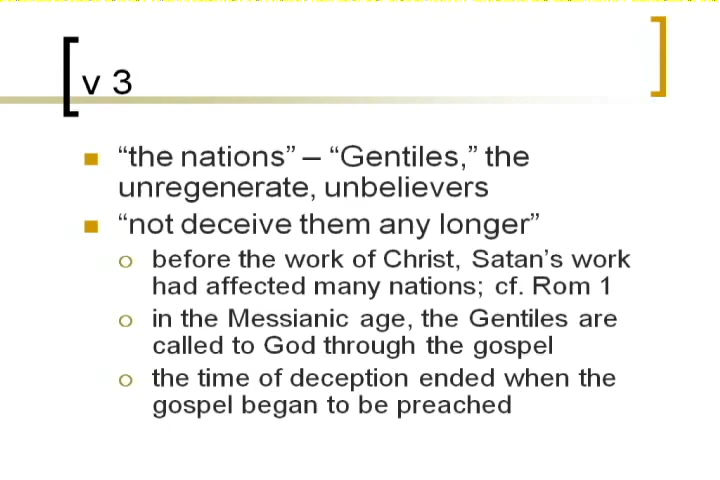 v 3
“the nations” – “Gentiles,” the
unregenerate, unbelievers
“not deceive them any longer”
before the work of Christ, Satan’s work
had affected many nations; cf. Rom 1
in the Messianic age, the Gentiles are
called to God through the gospel
the time of deception ended when the
gospel began to be preached